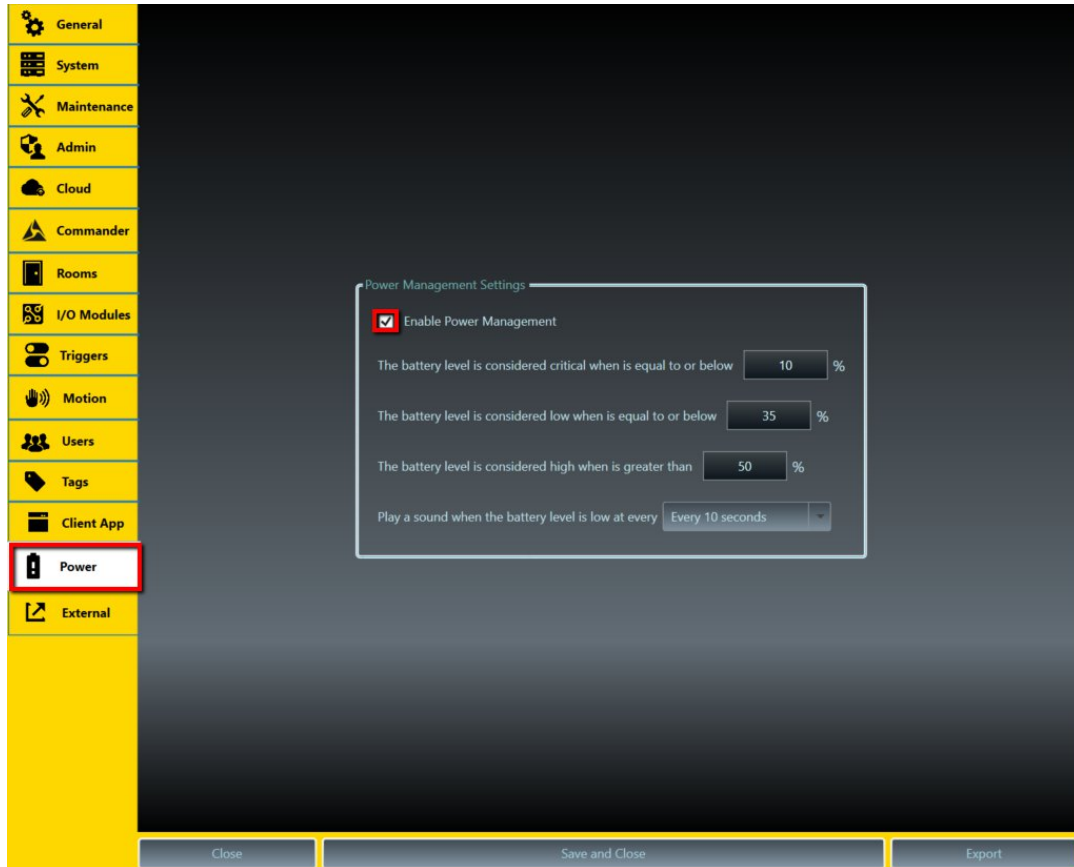 General
System
Maintenance
Admin
Cloud
Commander
Rooms
I/O Modules
Triggers
Motion
Users
Tags
Client App
Power
External
Power Management Settings
Enable Power Management
The battery level is considered critical when is equal to or below 10 %
The battery level is considered low when is equal to or below 35 %
The battery level is considered high when is greater than 50 %
Play a sound when the battery level is low at every Every 10 seconds
Close Save and Close Export